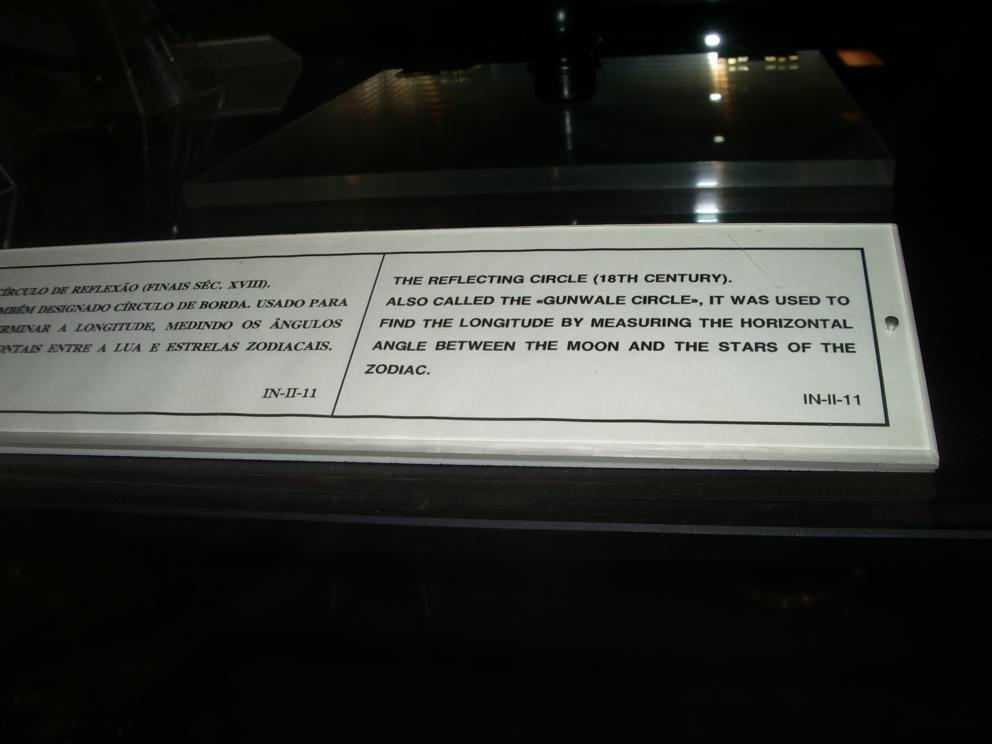 CÍRCULO DE REFLEXÃO (FINAIS SÉC. XVIII).
DESIGNADO CÍRCULO DE BORDA. USADO PARA
A LONGITUDE, MEDINDO OS ÂNGULOS
ENTRE A LUA E ESTRELAS ZODIACAIS.
IN-II-11
THE REFLECTING CIRCLE (18TH CENTURY).
ALSO CALLED THE «GUNWALE CIRCLE», IT WAS USED TO
FIND THE LONGITUDE BY MEASURING THE HORIZONTAL
ANGLE BETWEEN THE MOON AND THE STARS OF THE
ZODIAC.
IN-II-11